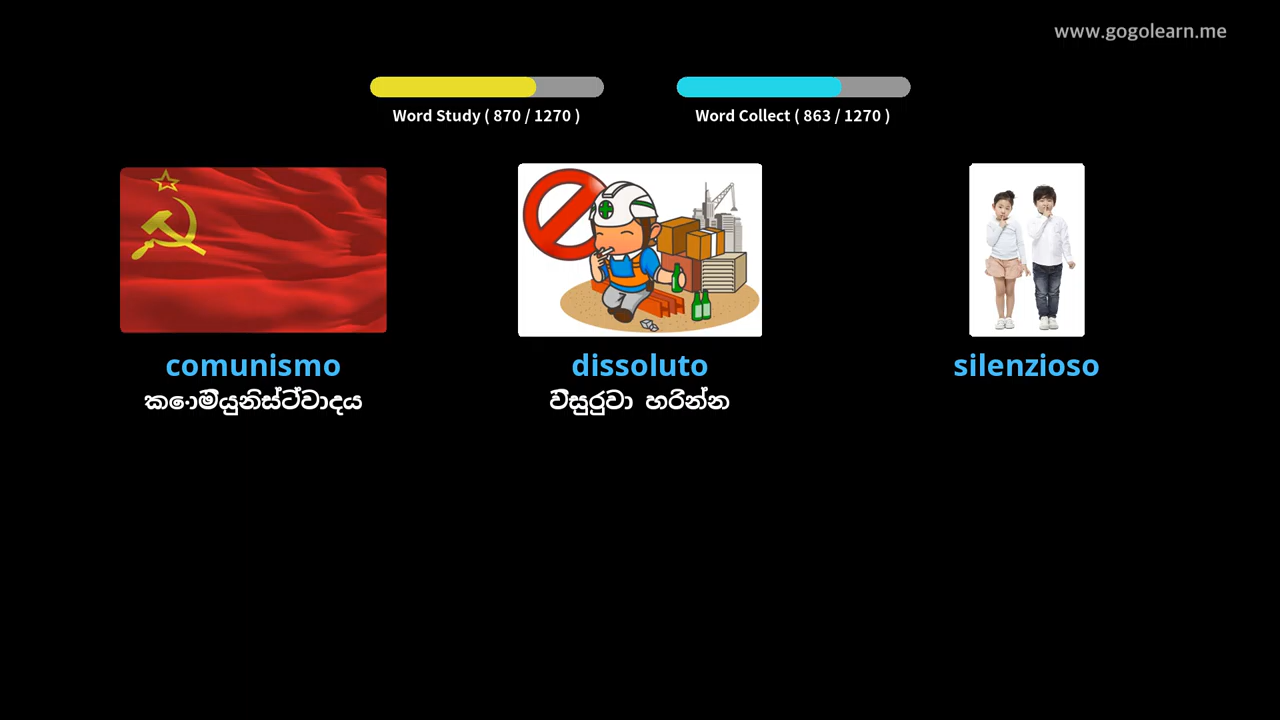 www.gogolearn.me
Word Study ( 870 / 1270 )
Word Collect ( 863 / 1270 )
comunismo
කොමියුනිස්ට්වාදය
dissoluto
විසුරුවා හරින්න
silenzioso